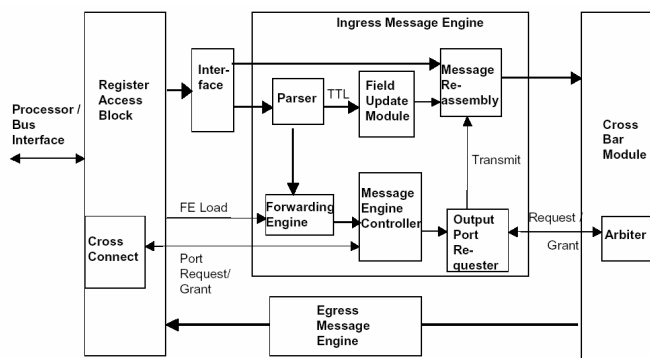 Ingress Message Engine
Register
Access
Block
Inter-
face
Parser
TTL
Field
Update
Module
Message
Re-
assembly
Processor /
Bus
Interface
Cross
Bar
Module
Transmit
FE Load
Forwarding
Engine
Message
Engine
Controller
Output
Port
Re-
quester
Request /
Grant
Arbiter
Cross
Connect
Port
Request/
Grant
Egress
Message
Engine